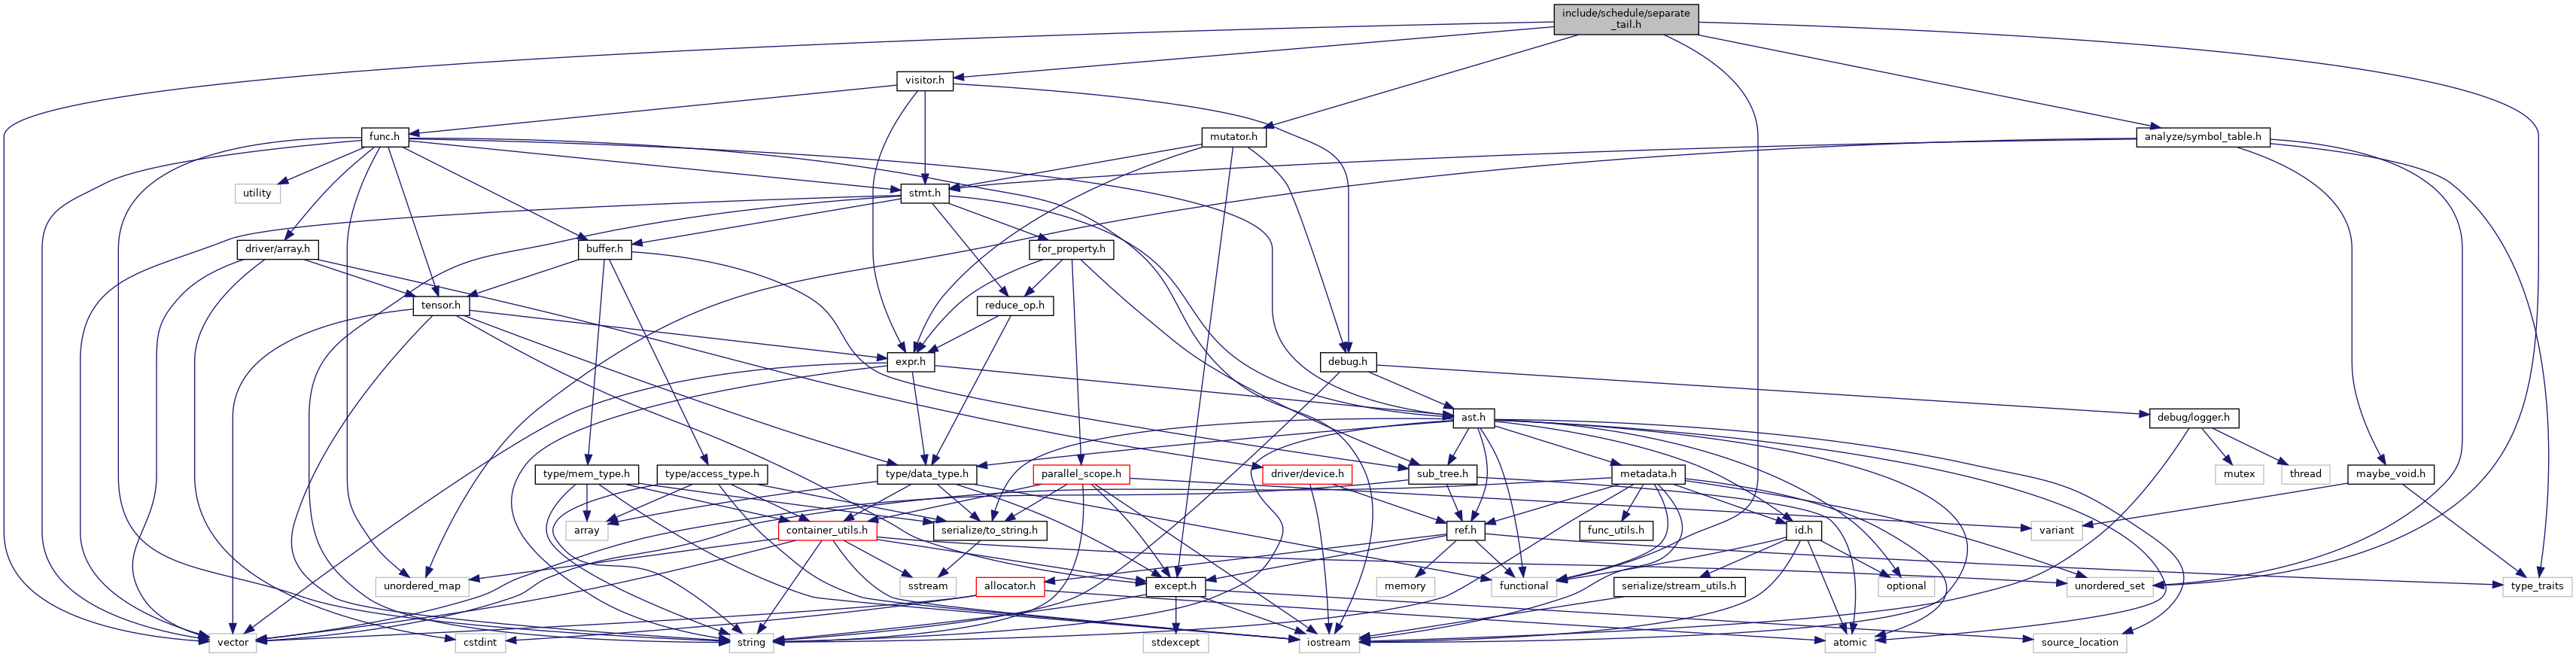 include/schedule/separate
_tail.h
visitor.h
func.h
mutator.h
analyze/symbol_table.h
utility
stmt.h
driver/array.h
buffer.h
for_property.h
tensor.h
reduce_op.h
expr.h
debug.h
ast.h
debug/logger.h
type/mem_type.h
type/access_type.h
type/data_type.h
parallel_scope.h
driver/device.h
sub_tree.h
metadata.h
mutex
thread
maybe_void.h
array
container_utils.h
serialize/to_string.h
ref.h
func_utils.h
id.h
variant
unordered_map
sstream
allocator.h
except.h
memory
functional
serialize/stream_utils.h
optional
unordered_set
type_traits
vector
cstdint
string
stdexcept
iostream
atomic
source_location